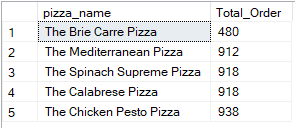 pizza_name Total_Order
1 The Brie Carre Pizza 480
2 The Mediterranean Pizza 912
3 The Spinach Supreme Pizza 918
4 The Calabrese Pizza 918
5 The Chicken Pesto Pizza 938